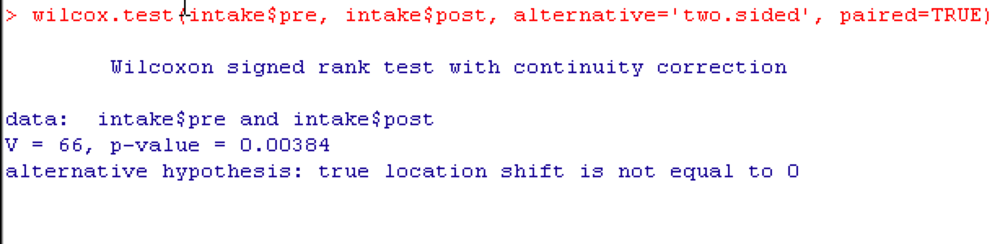 > wilcox.test(intake$pre, intake$post, alternative='two.sided', paired=TRUE)
Wilcoxon signed rank test with continuity correction
data:  intake$pre and intake$post
V = 66, p-value = 0.00384
alternative hypothesis: true location shift is not equal to 0